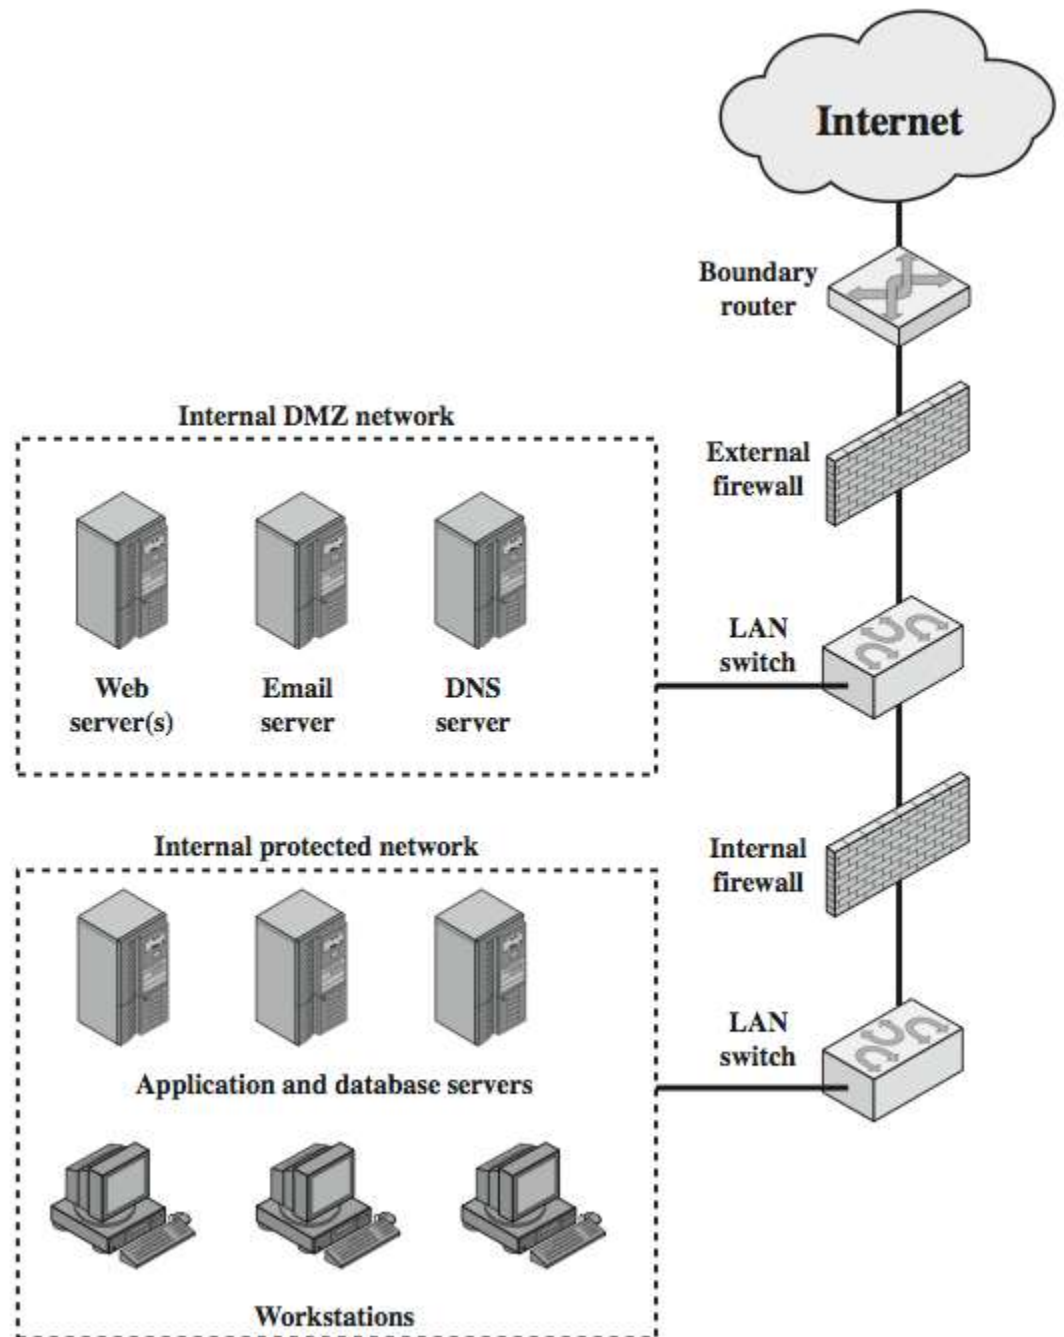 Internet
Boundary
router
Internal DMZ network
External
firewall
Web
server(s)
Email
server
DNS
server
LAN
switch
Internal protected network
Internal
firewall
Application and database servers
LAN
switch
Workstations